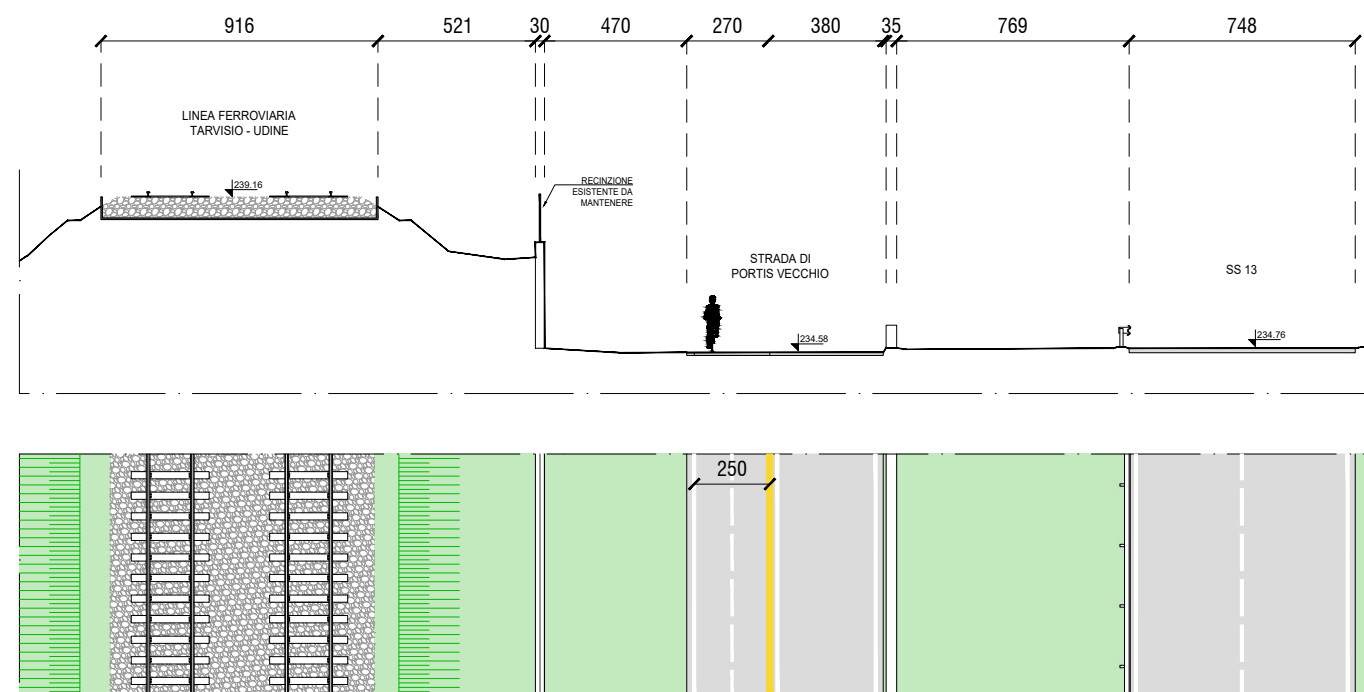 916 521 30 470 270 380 35 769 748
LINEA FERROVIARIA
TARVISIO - UDINE
239.16
RECINZIONE
ESISTENTE DA
MANTENERE
STRADA DI
PORTIS VECCHIO
SS 13
234.58
234.76
250